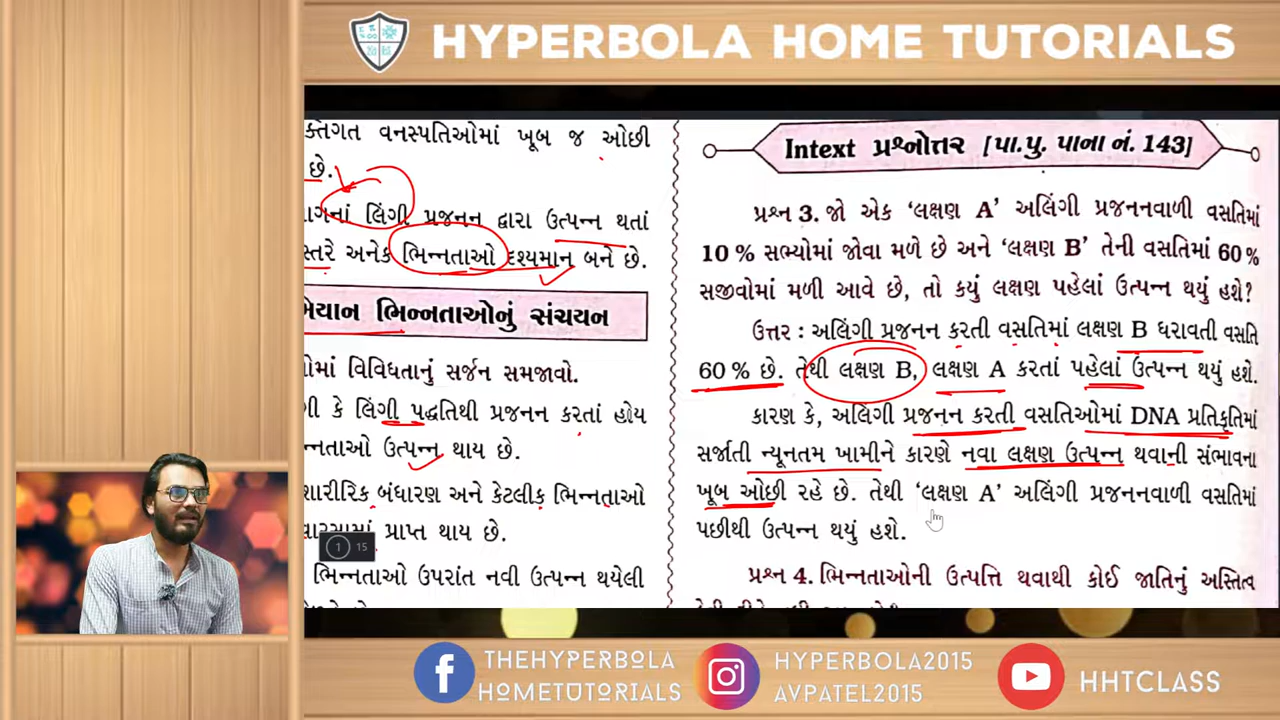 HYPERBOLA HOME TUTORIALS
વનસ્પતિઓમાં ખૂબ જ ઓછી
છે.
લિંગી પ્રજનન દ્વારા ઉત્પન્ન થતાં
અનેક ભિન્નતાઓ દશ્યમાન બને છે.
ભિન્નતાઓનું સંચયન
વિવિધતાનું સર્જન સમજાવો.
કે લિંગી પદ્ધતિથી પ્રજનન કરતાં હોય
ઉત્પન્ન થાય છે.
શારીરિક બંધારણ અને કેટલીક ભિન્નતાઓ
પ્રાપ્ત થાય છે.
1 15
ભિન્નતાઓ ઉપરાંત નવી ઉત્પન્ન થયેલી
Intext પ્રશ્નોત્તર [પા.પુ. પાના નં. 143]
પ્રશ્ન 3. જો એક ‘લક્ષણ A’ અલિંગી પ્રજનનવાળી વસતિમાં
10 % સભ્યોમાં જોવા મળે છે અને ‘લક્ષણ B’ તેની વસતિમાં 60 %
સજીવોમાં મળી આવે છે, તો કયું લક્ષણ પહેલાં ઉત્પન્ન થયું હશે?
ઉત્તર : અલિંગી પ્રજનન કરતી વસતિમાં લક્ષણ B ધરાવતી વસતિ
60 % છે. તેથી લક્ષણ B, લક્ષણ A કરતાં પહેલાં ઉત્પન્ન થયું હશે.
કારણ કે, અલિંગી પ્રજનન કરતી વસતિઓમાં DNA પ્રતિકૃતિમાં
સર્જાતી ન્યૂનતમ ખામીને કારણે નવા લક્ષણ ઉત્પન્ન થવાની સંભાવના
ખૂબ ઓછી રહે છે. તેથી ‘લક્ષણ A’ અલિંગી પ્રજનનવાળી વસતિમાં
પછીથી ઉત્પન્ન થયું હશે.
પ્રશ્ન 4. ભિન્નતાઓની ઉત્પત્તિ થવાથી કોઈ જાતિનું અસ્તિત્વ
THEHYPERBOLA
HOMETUTORIALS
HYPERBOLA2015
AVPATEL2015
HHTCLASS